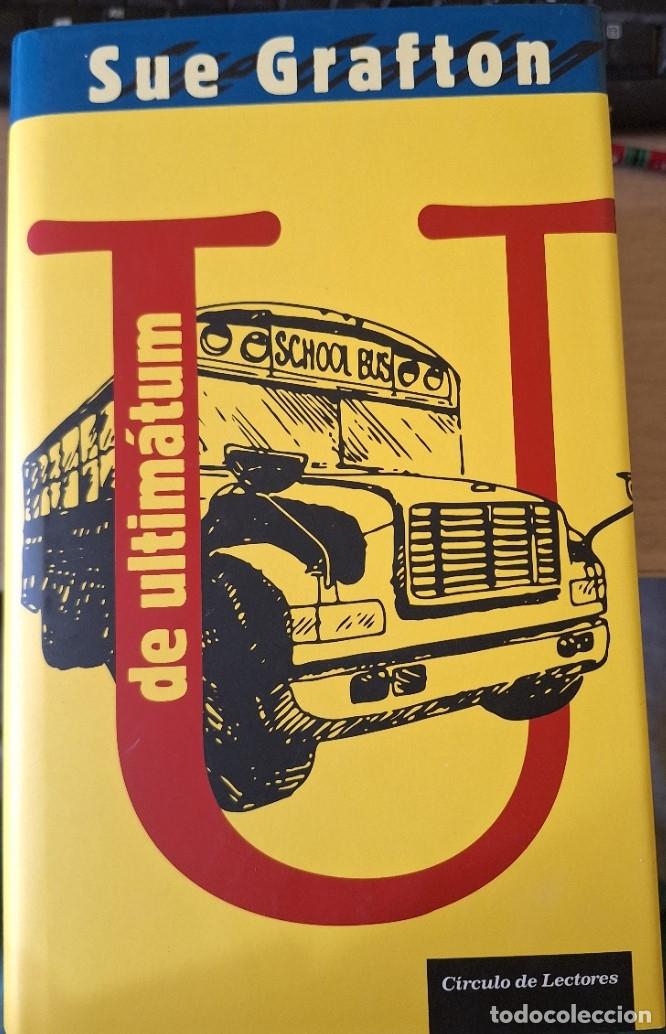 Sue Grafton
U
de ultimátum
SCHOOL BUS
Círculo de Lectores
todocoleccion